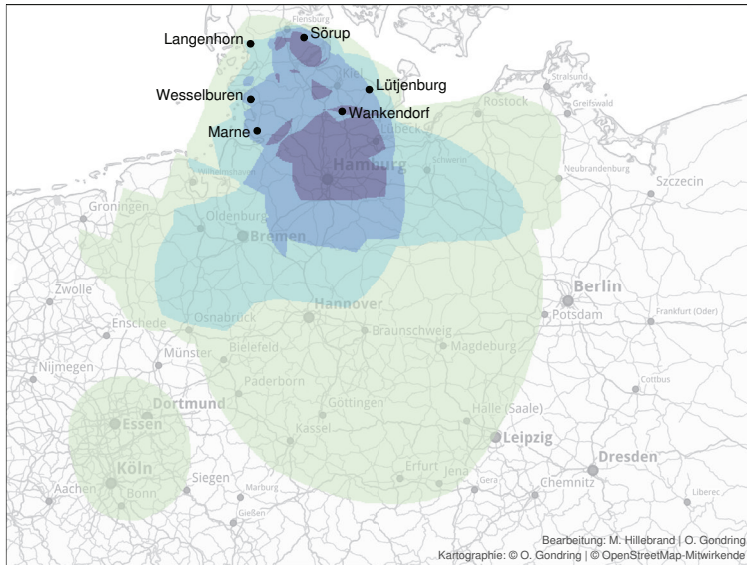 Flensburg
Sörup
Langenhorn
Kiel
Lütjenburg
Stralsund
Wesselburen
Wankendorf
Rostock
Greifswald
Marne
Lübeck
Hamburg
Schwerin
Wilhelmshaven
Neubrandenburg
Szczecin
Groningen
Oldenburg
Bremen
Zwolle
Berlin
Hannover
Potsdam
Frankfurt (Oder)
Enschede
Osnabrück
Braunschweig
Magdeburg
Bielefeld
Münster
Nijmegen
Paderborn
Cottbus
Dortmund
Göttingen
Halle (Saale)
Essen
Kassel
Leipzig
Köln
Erfurt
Jena
Dresden
Siegen
Gera
Chemnitz
Aachen
Bonn
Marburg
Liberec
Gießen
Bearbeitung: M. Hillebrand | O. Gondring
Kartographie: © O. Gondring | © OpenStreetMap-Mitwirkende